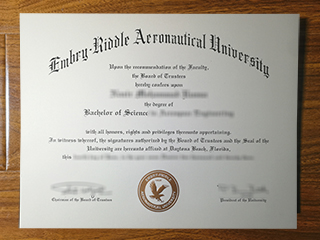 Embry-Riddle Aeronautical University
Upon the recommendation of the Faculty,
the Board of Trustees
hereby confers upon
the degree of
Bachelor of Science
with all honors, rights and privileges thereunto appertaining.
In witness whereof, the signatures authorized by the Board of Trustees and the Seal of the
University are hereunto affixed at Daytona Beach, Florida,
this
Chairman of the Board of Trustees
President of the University